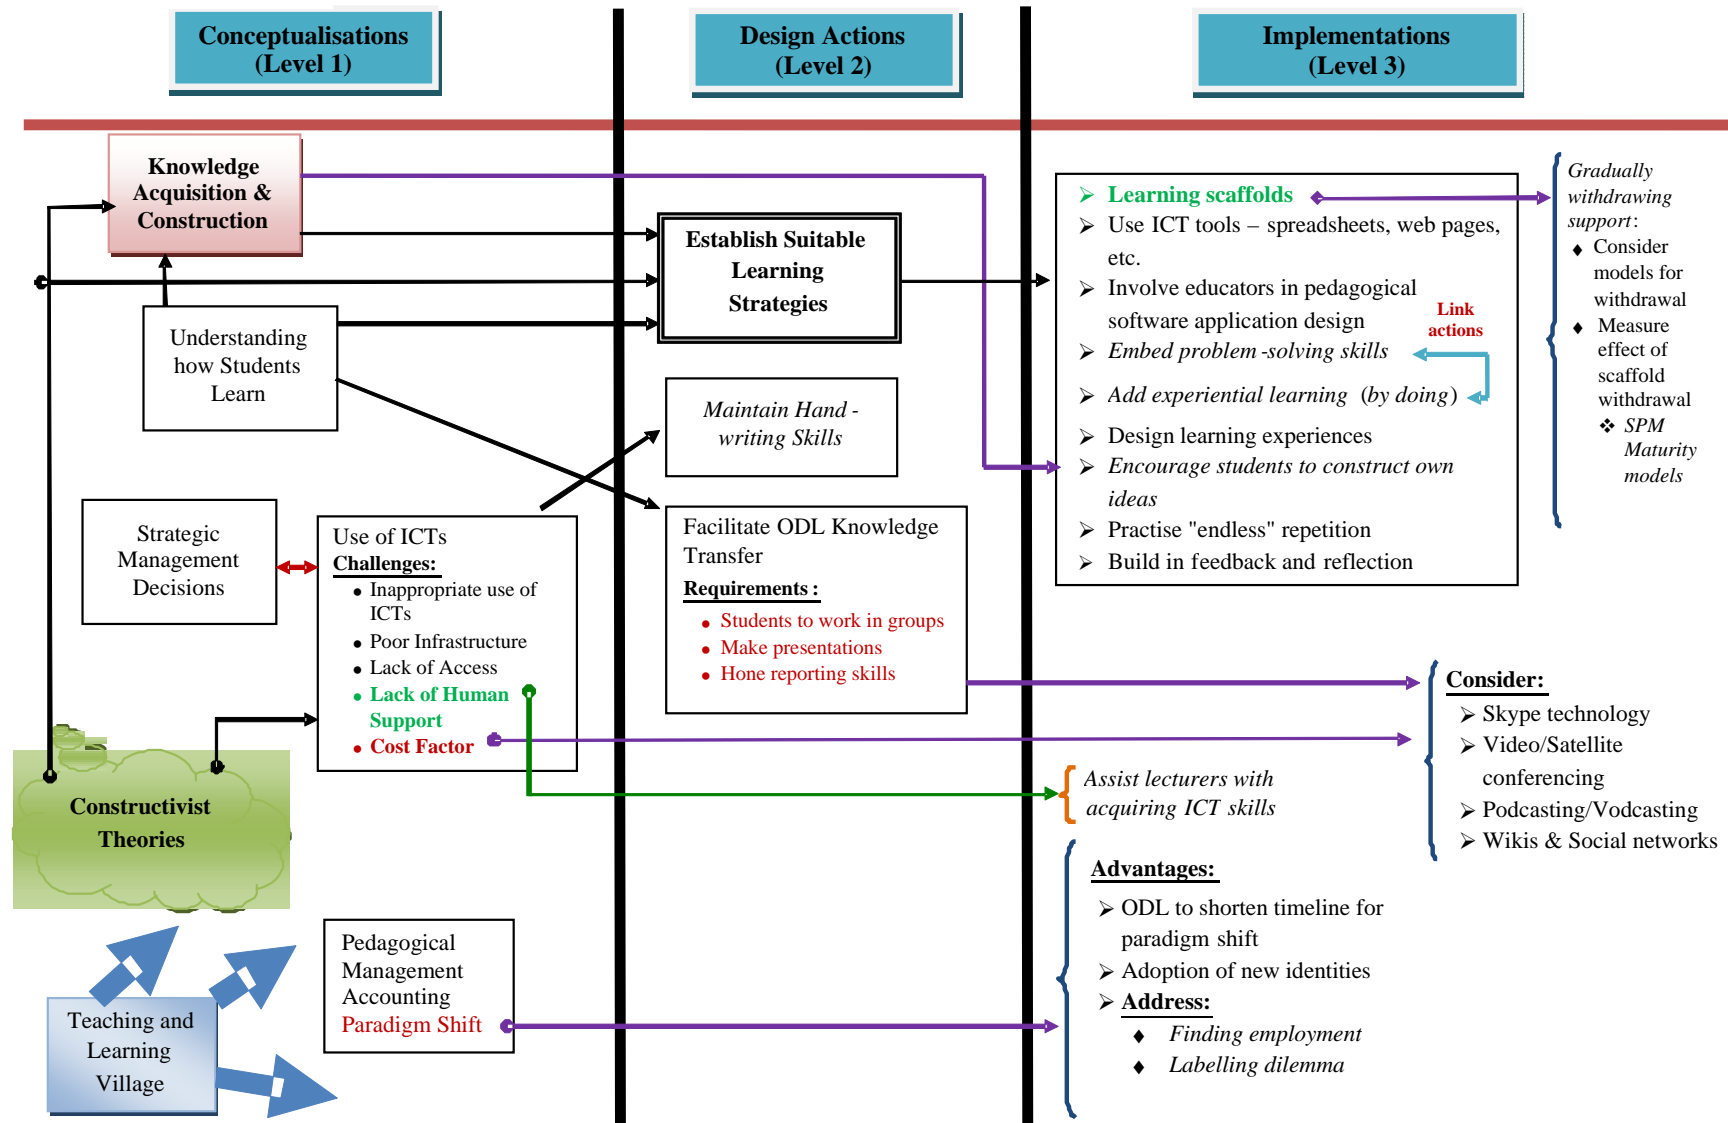 Conceptualisations
(Level 1)
Design Actions
(Level 2)
Implementations
(Level 3)
Knowledge
Acquisition &
Construction
Understanding
how Students
Learn
Strategic
Management
Decisions
Use of ICTs
Challenges:
• Inappropriate use of
ICTs
• Poor Infrastructure
• Lack of Access
• Lack of Human
Support
• Cost Factor
Constructivist
Theories
Teaching and
Learning
Village
Pedagogical
Management
Accounting
Paradigm Shift
Establish Suitable
Learning
Strategies
Maintain Hand -
writing Skills
Facilitate ODL Knowledge
Transfer
Requirements :
• Students to work in groups
• Make presentations
• Hone reporting skills
➢ Learning scaffolds
➢ Use ICT tools – spreadsheets, web pages,
etc.
➢ Involve educators in pedagogical
software application design
➢ Embed problem -solving skills
➢ Add experiential learning (by doing)
➢ Design learning experiences
➢ Encourage students to construct own
ideas
➢ Practise "endless" repetition
➢ Build in feedback and reflection
Link
actions
Gradually
withdrawing
support:
♦ Consider
models for
withdrawal
♦ Measure
effect of
scaffold
withdrawal
❖ SPM
Maturity
models
Consider:
➢ Skype technology
➢ Video/Satellite
conferencing
➢ Podcasting/Vodcasting
➢ Wikis & Social networks
Assist lecturers with
acquiring ICT skills
Advantages:
➢ ODL to shorten timeline for
paradigm shift
➢ Adoption of new identities
➢ Address:
♦ Finding employment
♦ Labelling dilemma